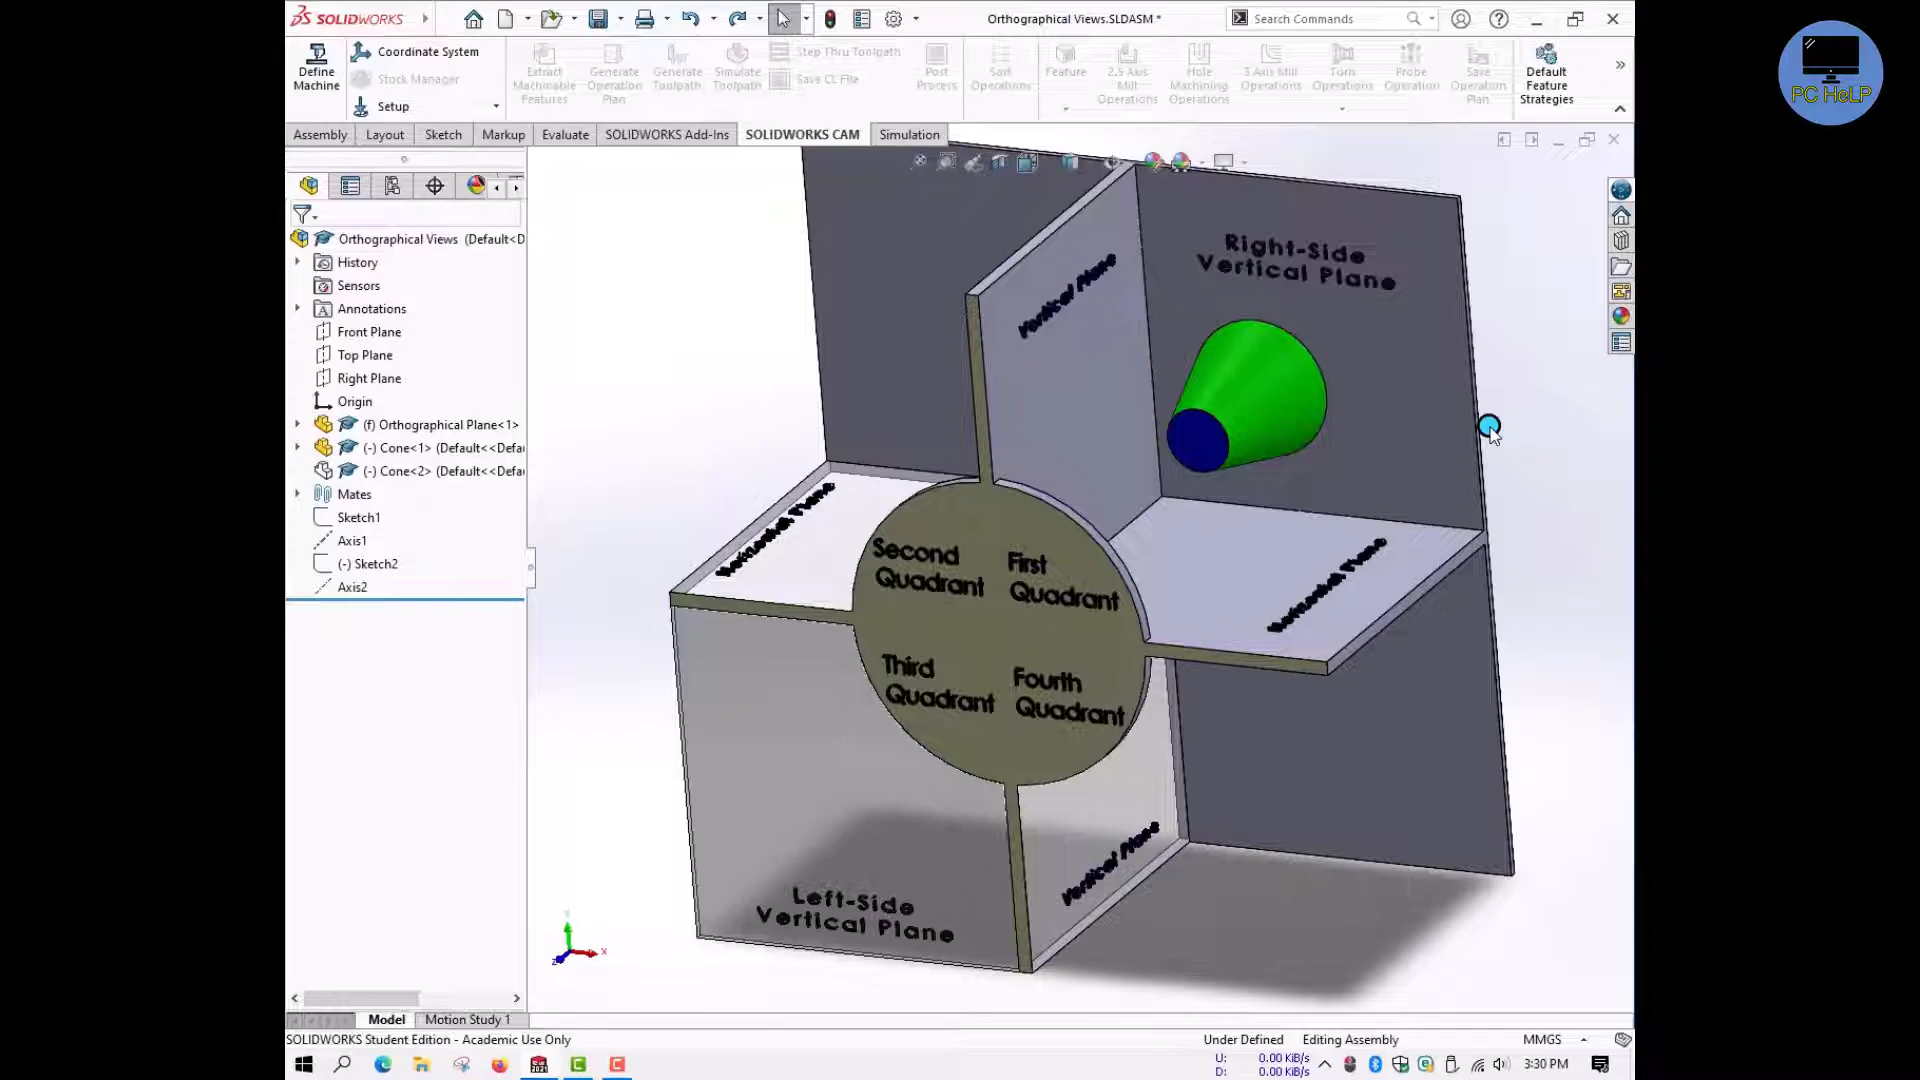 SOLIDWORKS
Orthographical Views.SLDASM *
Search Commands
PC HeLP
Define Machine
Coordinate System
Stock Manager
Setup
Extract Machinable Features
Generate Operation Plan
Generate Toolpath
Simulate Toolpath
Step Thru Toolpath
Save CL File
Post Process
Sort Operations
Feature
2.5 Axis Mill Operations
Hole Machining Operations
3 Axis Mill Operations
Turn Operations
Probe Operation
Save Operation Plan
Default Feature Strategies
Assembly
Layout
Sketch
Markup
Evaluate
SOLIDWORKS Add-Ins
SOLIDWORKS CAM
Simulation
Orthographical Views (Default<D
History
Sensors
Annotations
Front Plane
Top Plane
Right Plane
Origin
(f) Orthographical Plane<1>
(-) Cone<1> (Default<<Defau
(-) Cone<2> (Default<<Defau
Mates
Sketch1
Axis1
(-) Sketch2
Axis2
Right-Side
Vertical Plane
Vertical Plane
Second
Quadrant
First
Quadrant
Third
Quadrant
Fourth
Quadrant
Left-Side
Vertical Plane
Vertical Plane
Y
X
Z
Model
Motion Study 1
SOLIDWORKS Student Edition - Academic Use Only
Under Defined
Editing Assembly
MMGS
U: 0.00 KiB/s
D: 0.00 KiB/s
3:30 PM